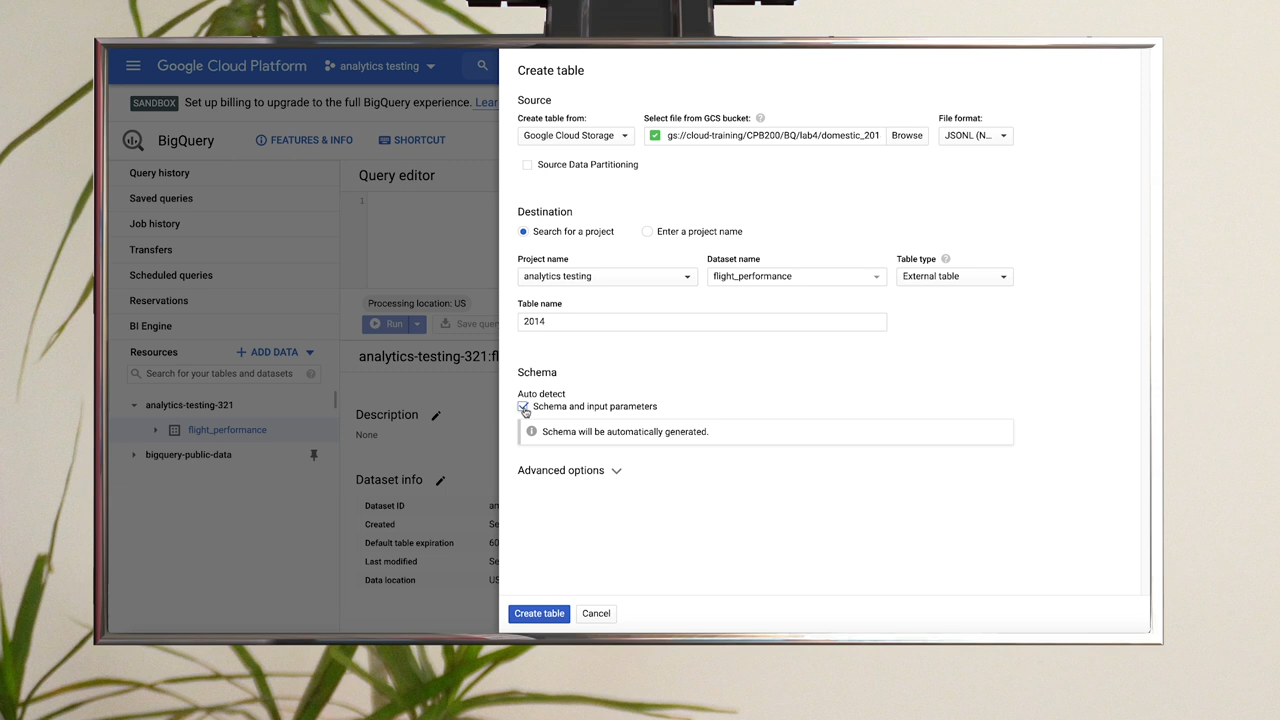 Google Cloud Platform
analytics testing
SANDBOX Set up billing to upgrade to the full BigQuery experience. Lear
BigQuery
FEATURES & INFO
SHORTCUT
Query history
Saved queries
Job history
Transfers
Scheduled queries
Reservations
BI Engine
Resources
ADD DATA
Search for your tables and datasets
analytics-testing-321
flight_performance
bigquery-public-data
Query editor
1
Processing location: US
Run
Save quer
analytics-testing-321:fl
Description
None
Dataset info
Dataset ID an
Created Se
Default table expiration 60
Last modified Se
Data location US
Create table
Source
Create table from:
Google Cloud Storage
Select file from GCS bucket:
gs://cloud-training/CPB200/BQ/lab4/domestic_201
Browse
File format:
JSONL (N...
Source Data Partitioning
Destination
Search for a project
Enter a project name
Project name
analytics testing
Dataset name
flight_performance
Table type
External table
Table name
2014
Schema
Auto detect
Schema and input parameters
Schema will be automatically generated.
Advanced options
Create table
Cancel